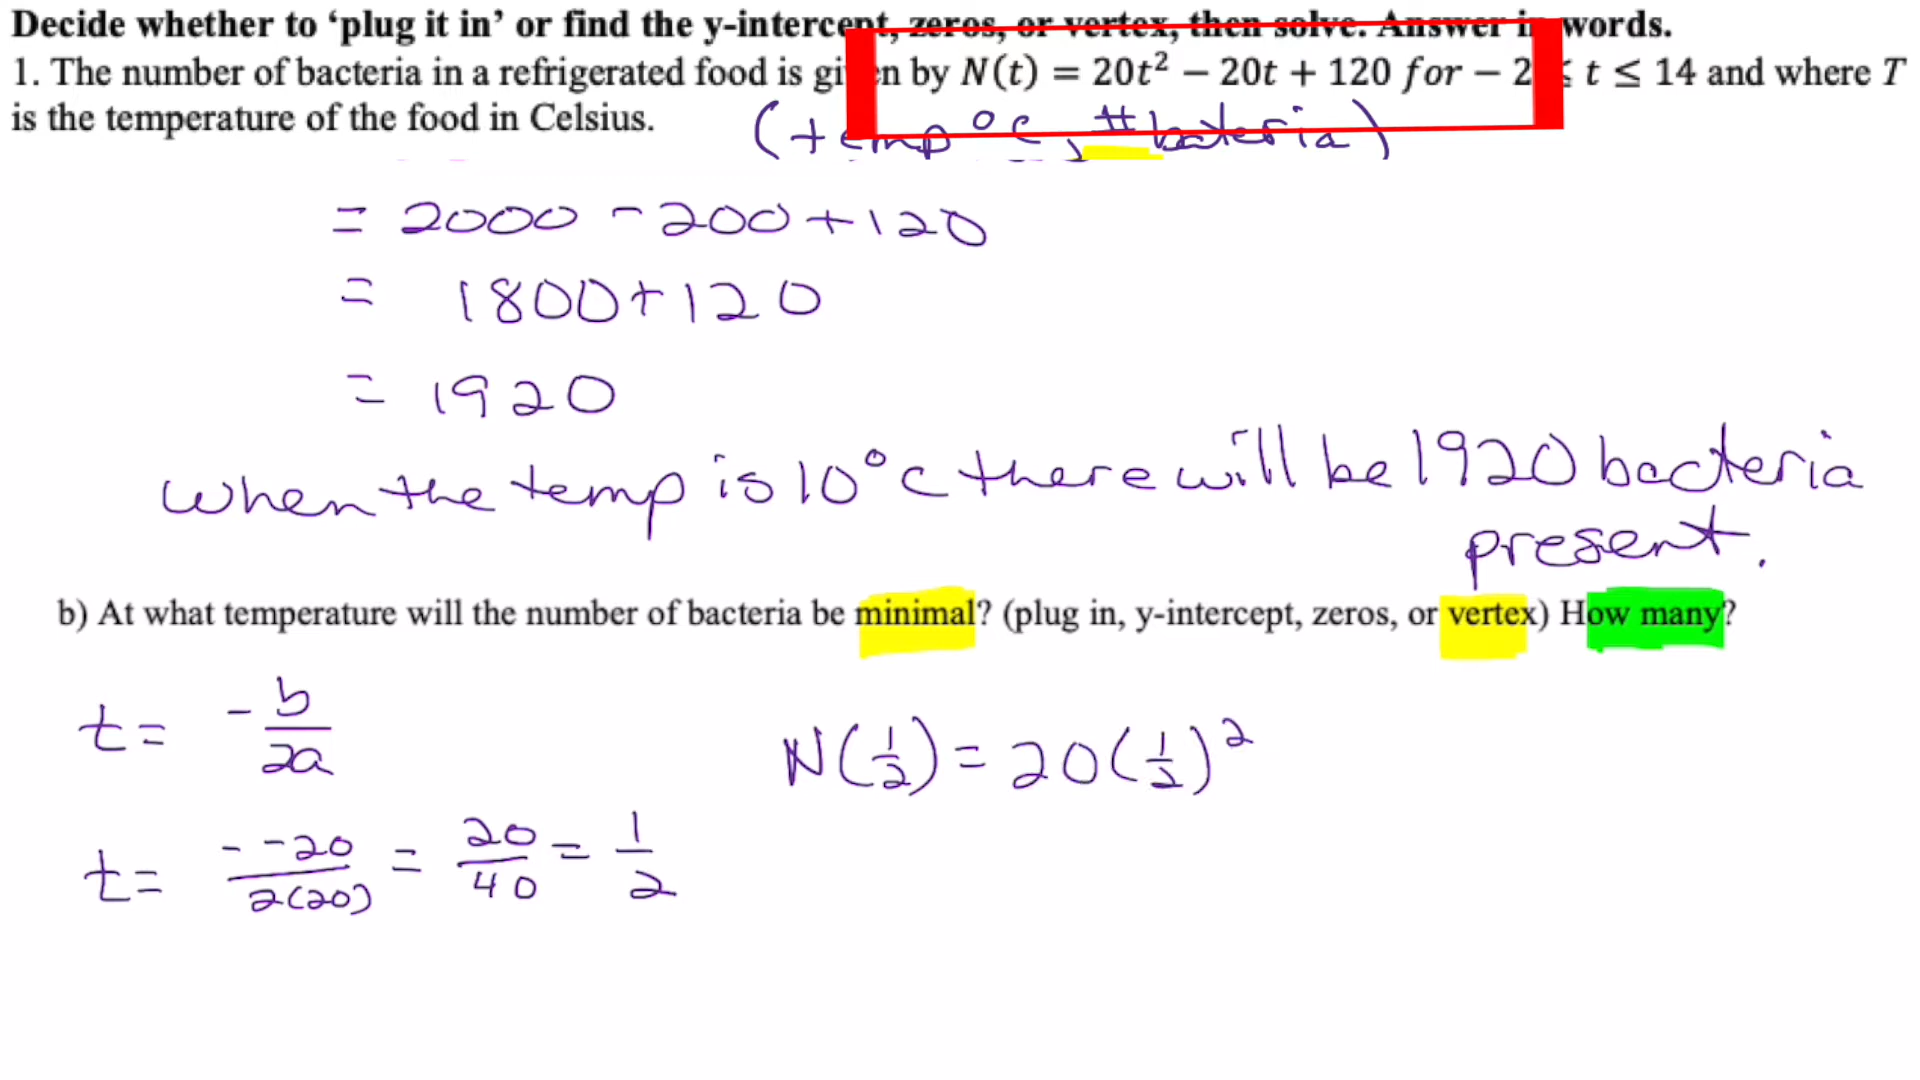 Decide whether to ‘plug it in’ or find the y-intercept, zeros, or vertex, then solve. Answer in words.
1. The number of bacteria in a refrigerated food is given by N(t) = 20t² − 20t + 120 for − 2 ≤ t ≤ 14 and where T
is the temperature of the food in Celsius.
(temp °C, # bacteria)
= 2000 - 200 + 120
= 1800 + 120
= 1920
when the temp is 10°C there will be 1920 bacteria
present.
b) At what temperature will the number of bacteria be minimal? (plug in, y-intercept, zeros, or vertex) How many?
t = -b/2a
N(1/2) = 20(1/2)²
t = --20/2(20) = 20/40 = 1/2